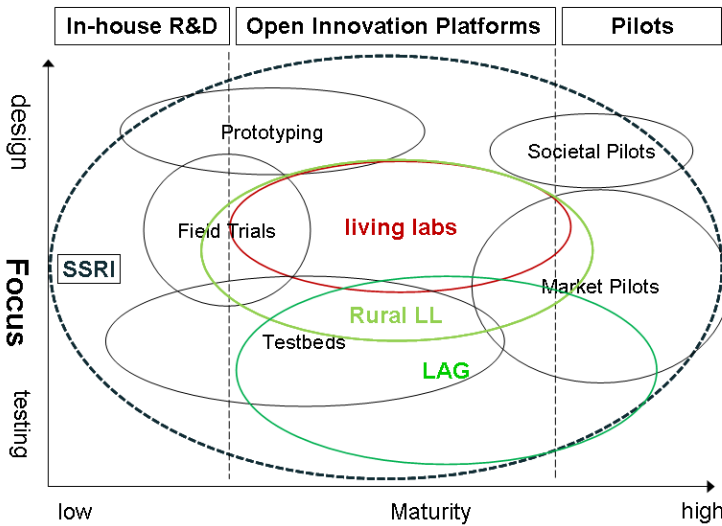 In-house R&D
Open Innovation Platforms
Pilots
design
Prototyping
Societal Pilots
Field Trials
living labs
SSRI
Focus
Market Pilots
Rural LL
Testbeds
LAG
testing
low
Maturity
high